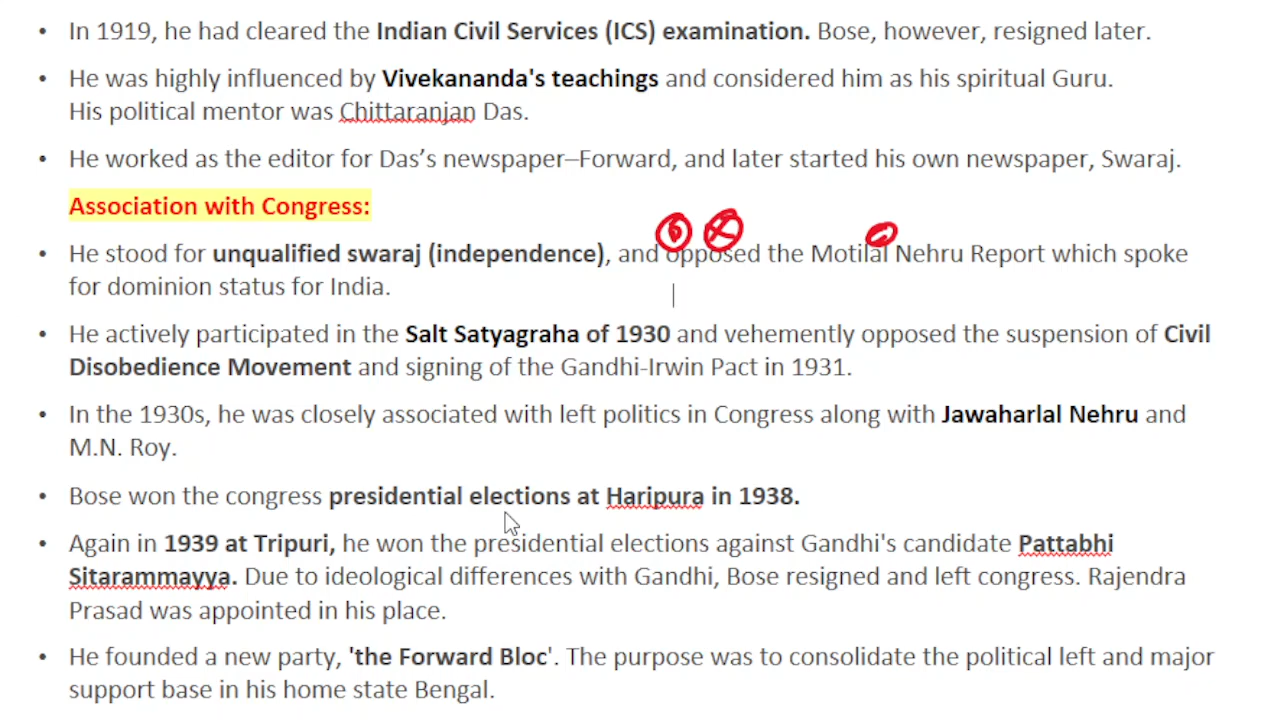 • In 1919, he had cleared the Indian Civil Services (ICS) examination. Bose, however, resigned later.
• He was highly influenced by Vivekananda's teachings and considered him as his spiritual Guru.
His political mentor was Chittaranjan Das.
• He worked as the editor for Das’s newspaper–Forward, and later started his own newspaper, Swaraj.
Association with Congress:
• He stood for unqualified swaraj (independence), and opposed the Motilal Nehru Report which spoke
for dominion status for India.
• He actively participated in the Salt Satyagraha of 1930 and vehemently opposed the suspension of Civil
Disobedience Movement and signing of the Gandhi-Irwin Pact in 1931.
• In the 1930s, he was closely associated with left politics in Congress along with Jawaharlal Nehru and
M.N. Roy.
• Bose won the congress presidential elections at Haripura in 1938.
• Again in 1939 at Tripuri, he won the presidential elections against Gandhi's candidate Pattabhi
Sitarammayya. Due to ideological differences with Gandhi, Bose resigned and left congress. Rajendra
Prasad was appointed in his place.
• He founded a new party, 'the Forward Bloc'. The purpose was to consolidate the political left and major
support base in his home state Bengal.